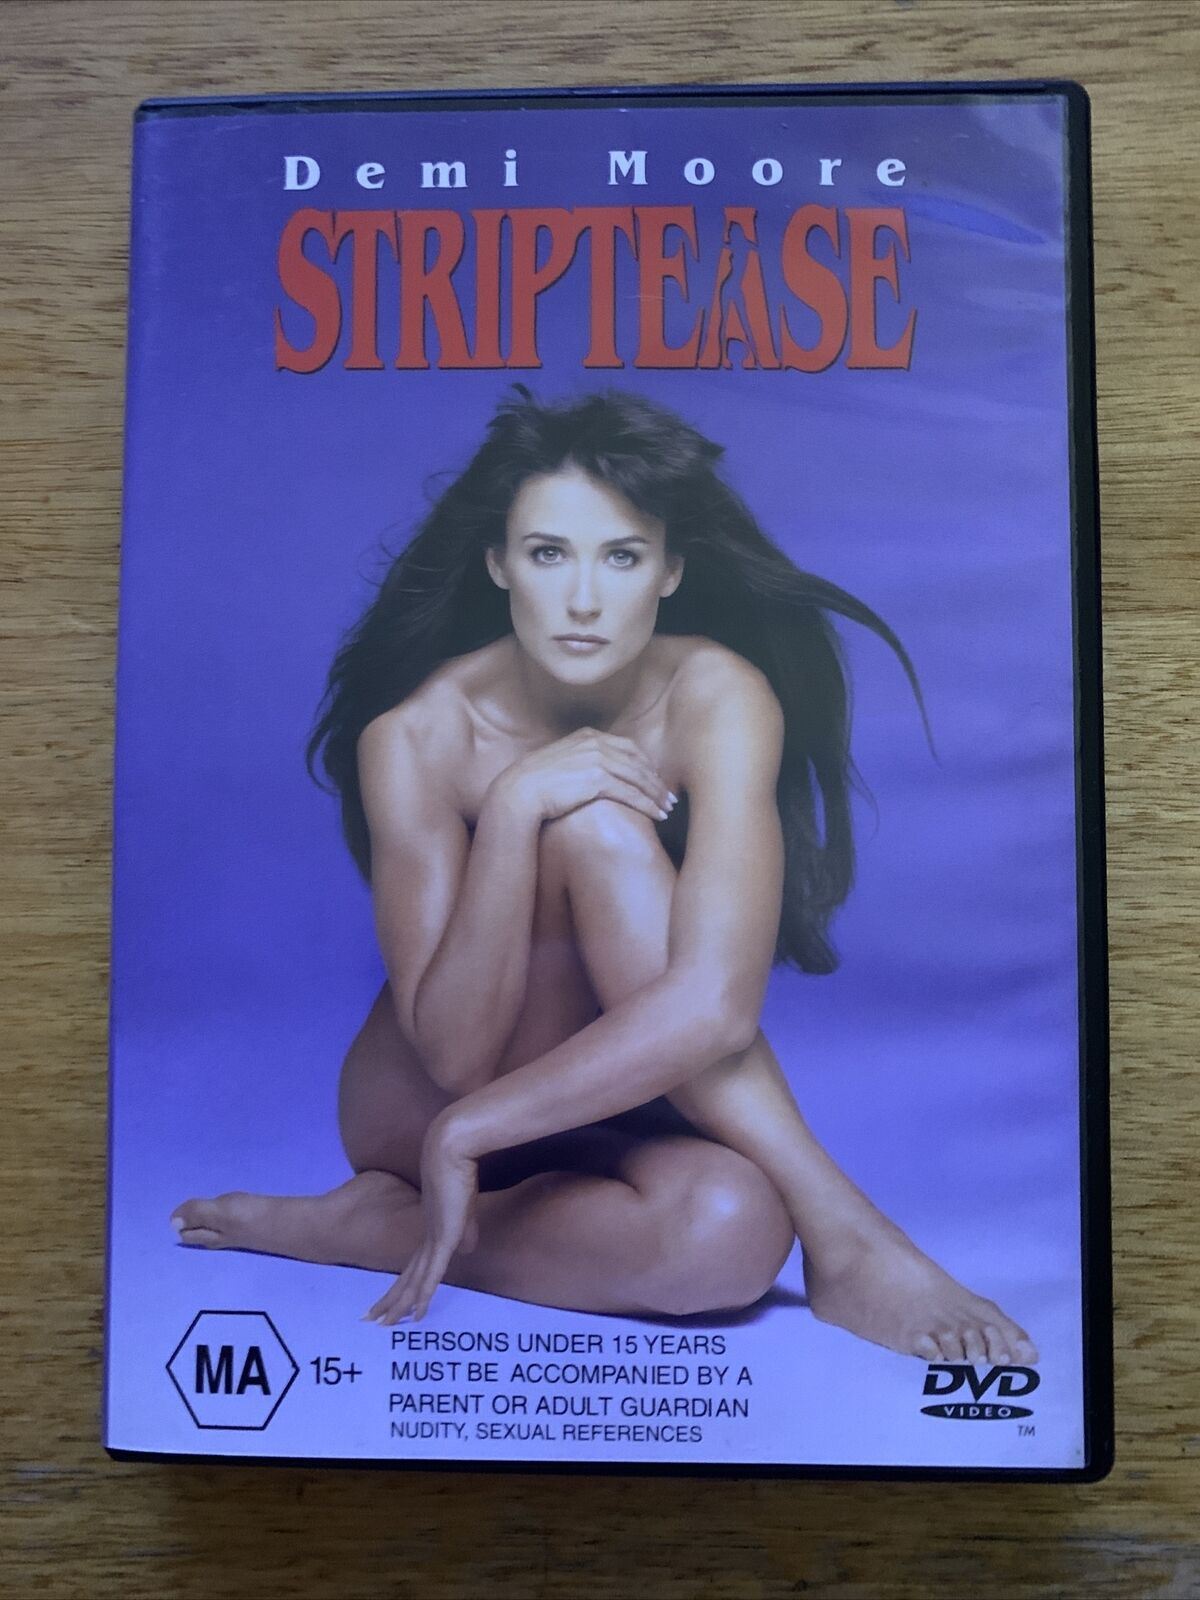 Demi Moore
STRIPTEASE
MA 15+
PERSONS UNDER 15 YEARS
MUST BE ACCOMPANIED BY A
PARENT OR ADULT GUARDIAN
NUDITY, SEXUAL REFERENCES
DVD
VIDEO
TM